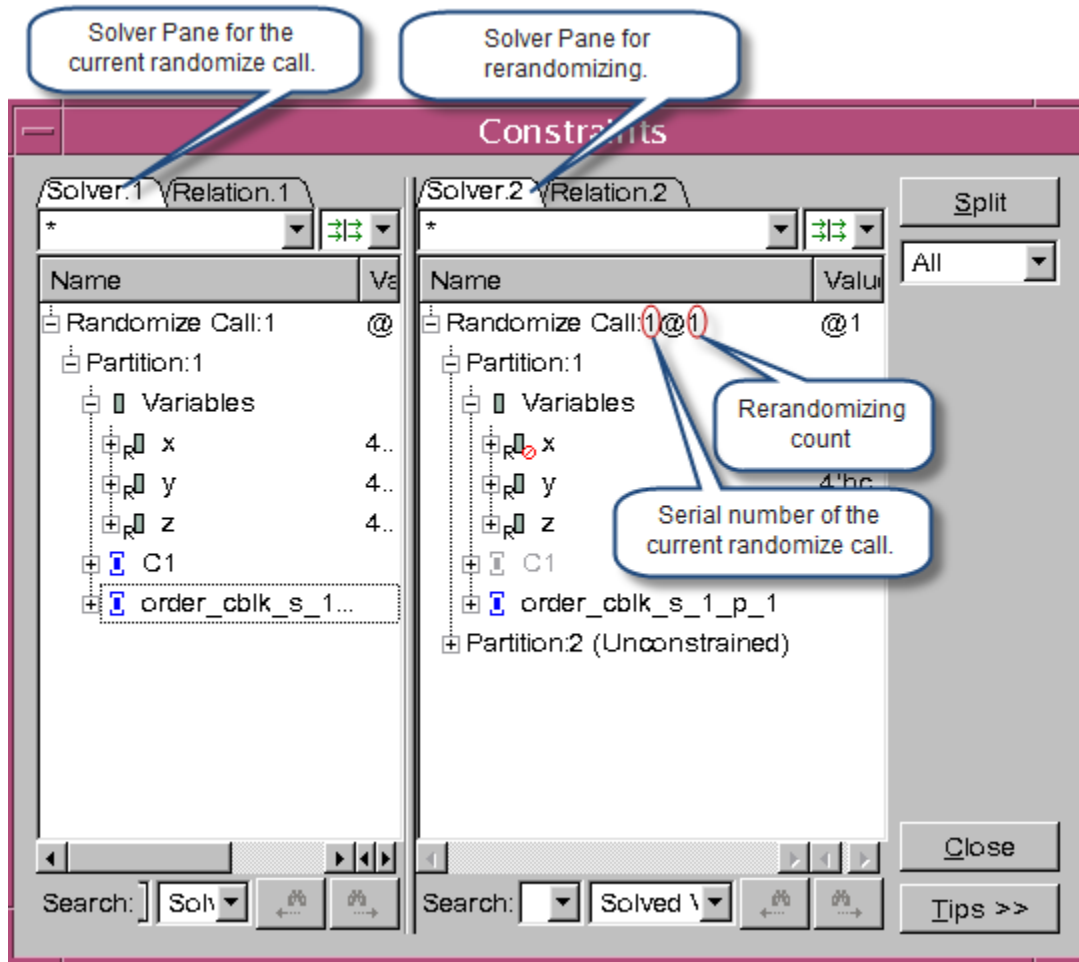 Solver Pane for the
current randomize call.
Solver Pane for
rerandomizing.
Constraints
Solver.1 Relation.1
Solver.2 Relation.2
Split
*
*
All
Name
Name
Randomize Call:1 @
Randomize Call:1@1 @1
Partition:1
Partition:1
Variables
Variables
Rerandomizing
count
x 4..
x
y 4..
y 4'hc
z 4..
z
Serial number of the
current randomize call.
C1
C1
order_cblk_s_1...
order_cblk_s_1_p_1
Partition:2 (Unconstrained)
Close
Search:
Search: Solved
Tips >>